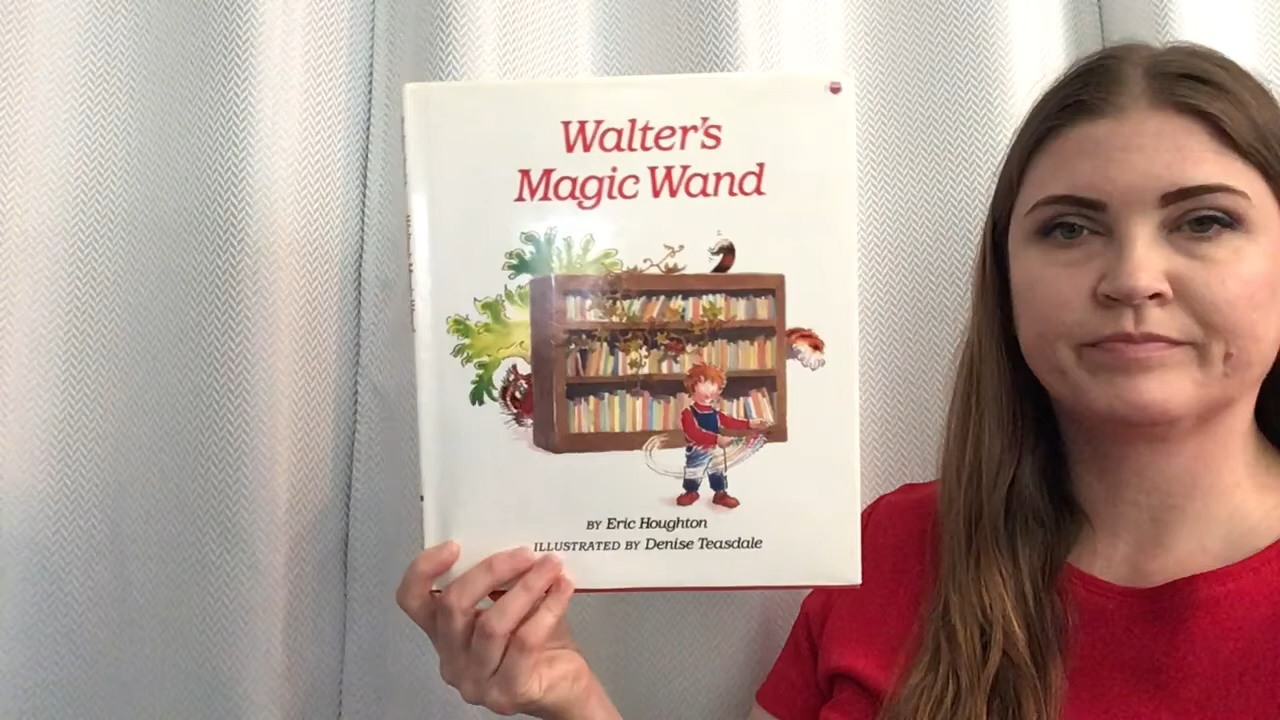 Walter's
Magic Wand
BY Eric Houghton
ILLUSTRATED BY Denise Teasdale